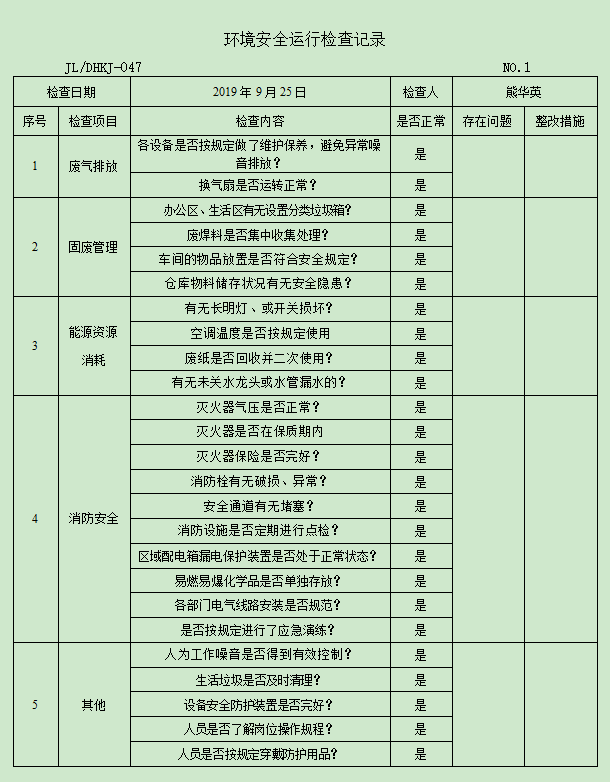 环境安全运行检查记录
JL/DHKJ-047 NO.1
检查日期 2019年9月25日 检查人 熊华英
序号 检查项目 检查内容 是否正常 存在问题 整改措施
1 废气排放 各设备是否按规定做了维护保养，避免异常噪
音排放？ 是
换气扇是否运转正常？ 是
2 固废管理 办公区、生活区有无设置分类垃圾箱？ 是
废焊料是否集中收集处理？ 是
车间的物品放置是否符合安全规定？ 是
仓库物料储存状况有无安全隐患？ 是
3 能源资源
消耗 有无长明灯、或开关损坏？ 是
空调温度是否按规定使用 是
废纸是否回收并二次使用？ 是
有无未关水龙头或水管漏水的？ 是
4 消防安全 灭火器气压是否正常？ 是
灭火器是否在保质期内 是
灭火器保险是否完好？ 是
消防栓有无破损、异常？ 是
安全通道有无堵塞？ 是
消防设施是否定期进行点检？ 是
区域配电箱漏电保护装置是否处于正常状态？ 是
易燃易爆化学品是否单独存放？ 是
各部门电气线路安装是否规范？ 是
是否按规定进行了应急演练？ 是
5 其他 人为工作噪音是否得到有效控制？ 是
生活垃圾是否及时清理？ 是
设备安全防护装置是否完好？ 是
人员是否了解岗位操作规程？ 是
人员是否按规定穿戴防护用品？ 是